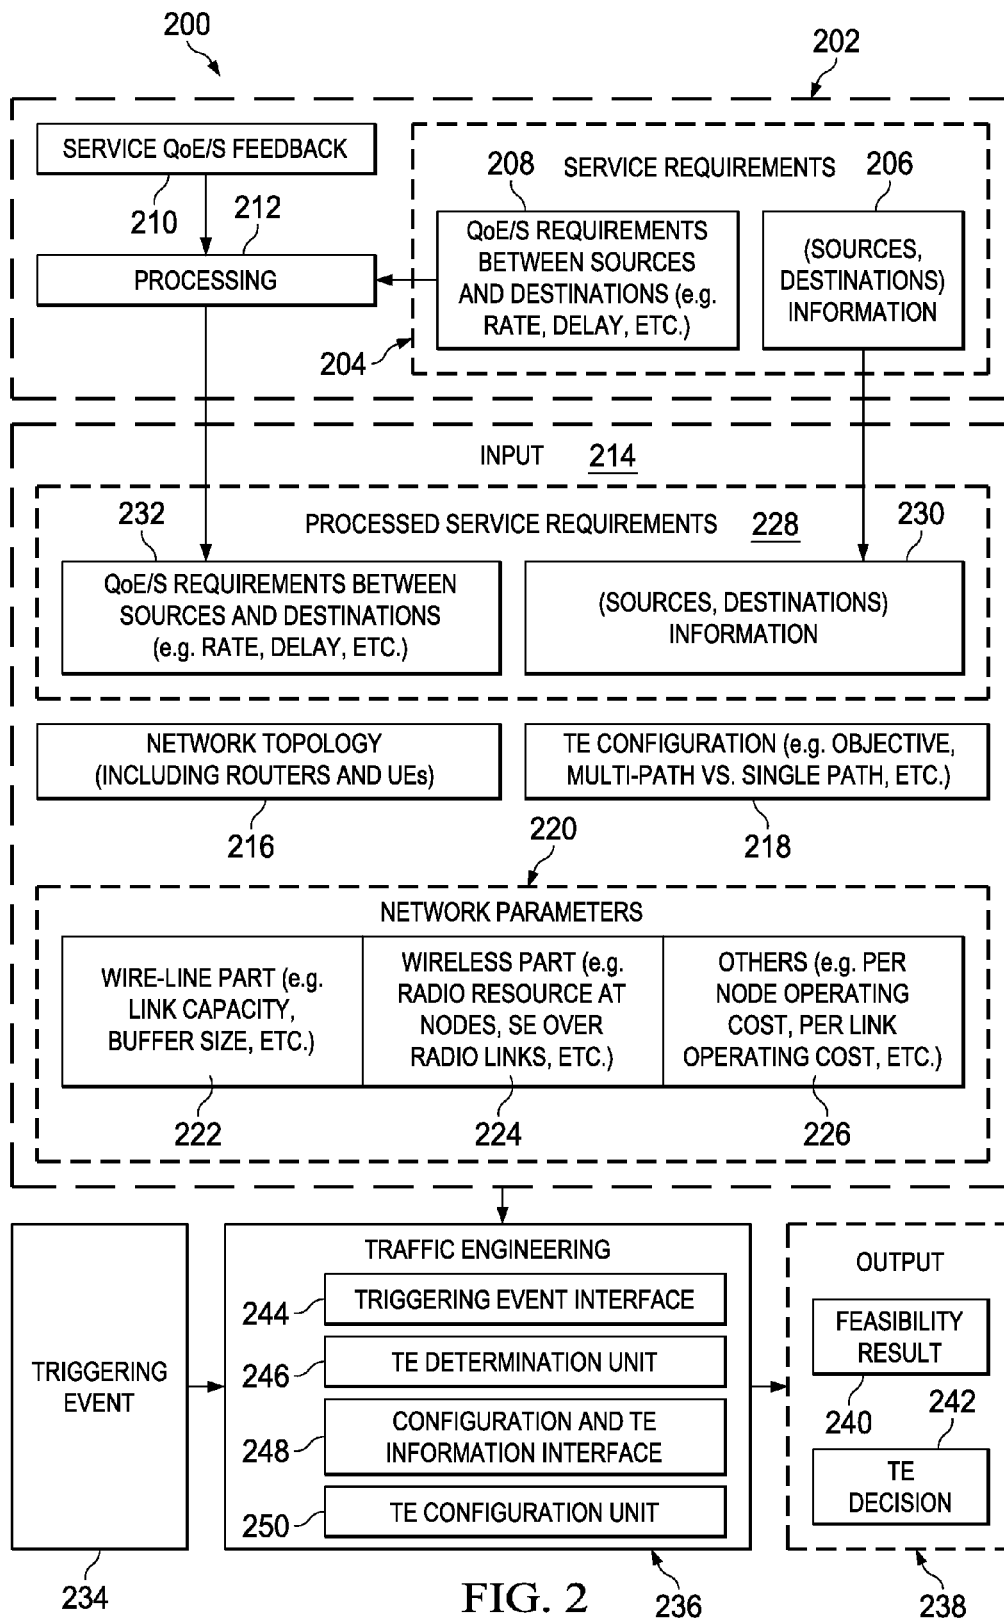 200
202
SERVICE QoE/S FEEDBACK
210
212
PROCESSING
SERVICE REQUIREMENTS
208
206
QoE/S REQUIREMENTS
BETWEEN SOURCES
AND DESTINATIONS (e.g.
RATE, DELAY, ETC.)
(SOURCES,
DESTINATIONS)
INFORMATION
204
INPUT 214
PROCESSED SERVICE REQUIREMENTS 228
232
230
QoE/S REQUIREMENTS BETWEEN
SOURCES AND DESTINATIONS
(e.g. RATE, DELAY, ETC.)
(SOURCES, DESTINATIONS)
INFORMATION
NETWORK TOPOLOGY
(INCLUDING ROUTERS AND UEs)
216
TE CONFIGURATION (e.g. OBJECTIVE,
MULTI-PATH VS. SINGLE PATH, ETC.)
218
220
NETWORK PARAMETERS
WIRE-LINE PART (e.g.
LINK CAPACITY,
BUFFER SIZE, ETC.)
222
WIRELESS PART (e.g.
RADIO RESOURCE AT
NODES, SE OVER
RADIO LINKS, ETC.)
224
OTHERS (e.g. PER
NODE OPERATING
COST, PER LINK
OPERATING COST, ETC.)
226
TRIGGERING
EVENT
234
TRAFFIC ENGINEERING
244
TRIGGERING EVENT INTERFACE
246
TE DETERMINATION UNIT
248
CONFIGURATION AND TE
INFORMATION INTERFACE
250
TE CONFIGURATION UNIT
236
OUTPUT
FEASIBILITY
RESULT
240
242
TE
DECISION
238
FIG. 2